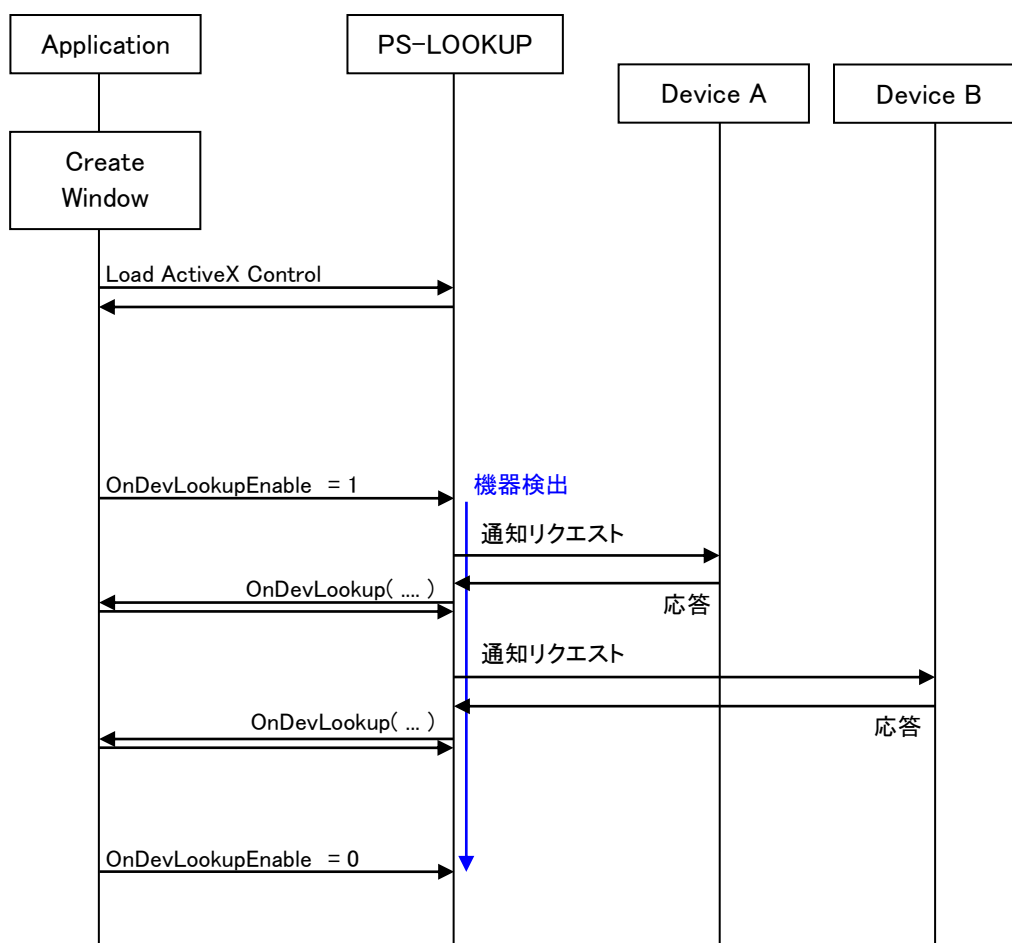 Application
PS-LOOKUP
Device A
Device B
Create
Window
Load ActiveX Control
OnDevLookupEnable = 1
機器検出
通知リクエスト
OnDevLookup( .... )
応答
通知リクエスト
OnDevLookup( ... )
応答
OnDevLookupEnable = 0